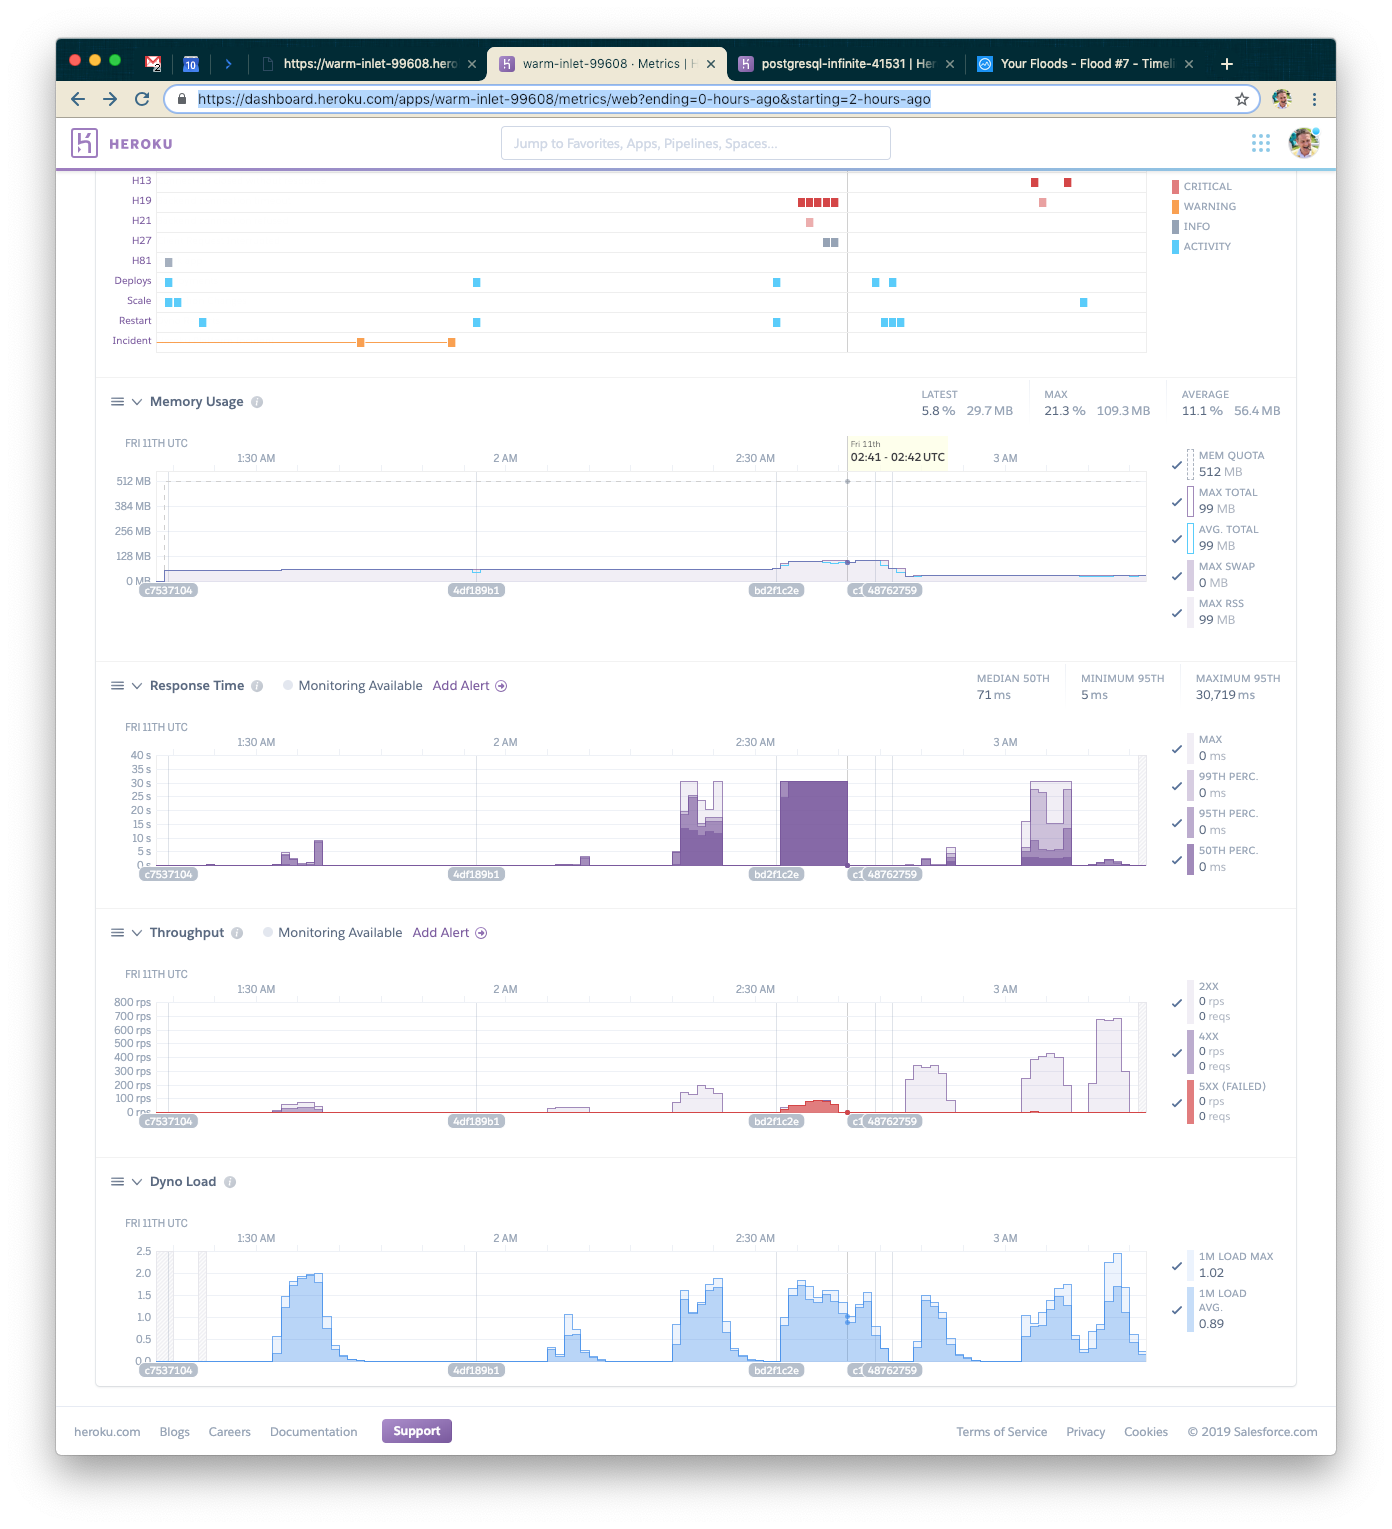 2
10
https://warm-inlet-99608.hero
warm-inlet-99608 · Metrics | H
postgresql-infinite-41531 | Her
Your Floods - Flood #7 - Timeli
https://dashboard.heroku.com/apps/warm-inlet-99608/metrics/web?ending=0-hours-ago&starting=2-hours-ago
HEROKU
Jump to Favorites, Apps, Pipelines, Spaces...
H13
H19
H21
H27
H81
Deploys
Scale
Restart
Incident
CRITICAL
WARNING
INFO
ACTIVITY
Memory Usage
LATEST
5.8 % 29.7 MB
MAX
21.3 % 109.3 MB
AVERAGE
11.1 % 56.4 MB
FRI 11TH UTC
1:30 AM 2 AM 2:30 AM 3 AM
Fri 11th
02:41 - 02:42 UTC
512 MB
384 MB
256 MB
128 MB
0 MB
c7537104 4df189b1 bd2f1c2e c1 48762759
MEM QUOTA
512 MB
MAX TOTAL
99 MB
AVG. TOTAL
99 MB
MAX SWAP
0 MB
MAX RSS
99 MB
Response Time Monitoring Available Add Alert
MEDIAN 50TH
71 ms
MINIMUM 95TH
5 ms
MAXIMUM 95TH
30,719 ms
FRI 11TH UTC
1:30 AM 2 AM 2:30 AM 3 AM
40 s
35 s
30 s
25 s
20 s
15 s
10 s
5 s
0 s
c7537104 4df189b1 bd2f1c2e c1 48762759
MAX
0 ms
99TH PERC.
0 ms
95TH PERC.
0 ms
50TH PERC.
0 ms
Throughput Monitoring Available Add Alert
FRI 11TH UTC
1:30 AM 2 AM 2:30 AM 3 AM
800 rps
700 rps
600 rps
500 rps
400 rps
300 rps
200 rps
100 rps
0 rps
c7537104 4df189b1 bd2f1c2e c1 48762759
2XX
0 rps
0 reqs
4XX
0 rps
0 reqs
5XX (FAILED)
0 rps
0 reqs
Dyno Load
FRI 11TH UTC
1:30 AM 2 AM 2:30 AM 3 AM
2.5
2.0
1.5
1.0
0.5
0.0
c7537104 4df189b1 bd2f1c2e c1 48762759
1M LOAD MAX
1.02
1M LOAD
AVG.
0.89
heroku.com Blogs Careers Documentation Support Terms of Service Privacy Cookies © 2019 Salesforce.com